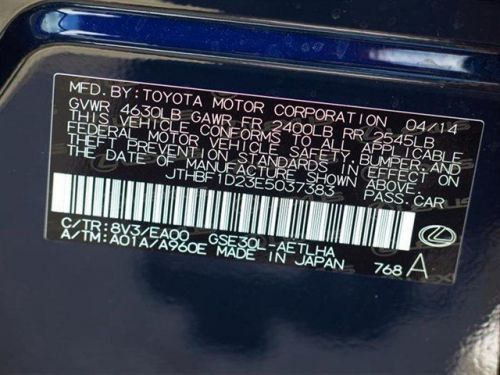 MFD. BY: TOYOTA MOTOR CORPORATION 04/14
GVWR 4630LB GAWR FR 2400LB RR 2545LB
THIS VEHICLE CONFORMS TO ALL APPLICABLE
FEDERAL MOTOR VEHICLE SAFETY, BUMPER, AND
THEFT PREVENTION STANDARDS IN EFFECT ON
THE DATE OF MANUFACTURE SHOWN ABOVE.
JTHBF1D23E5037383 PASS.CAR
C/TR: 8V3/EA00 GSE30L-AETLHA
A/TM: A01A/A960E MADE IN JAPAN 768 A